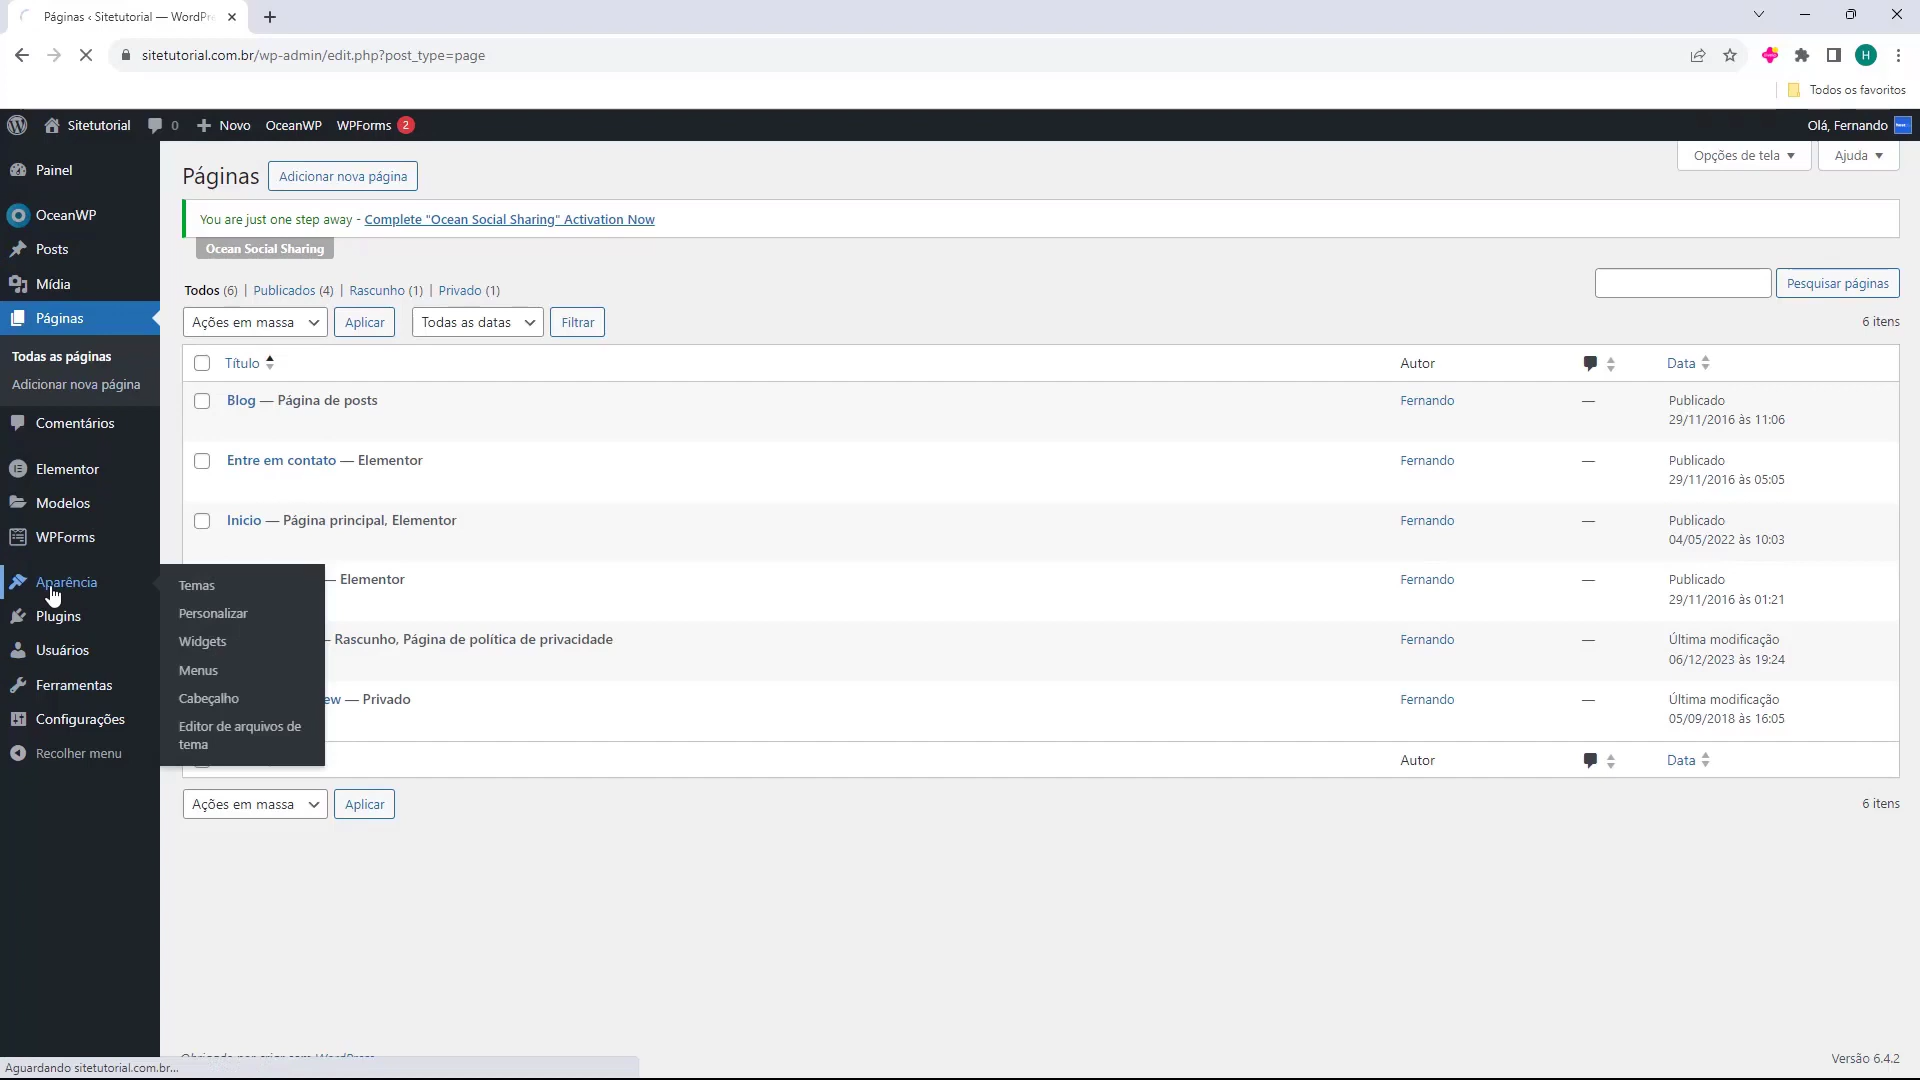 Páginas ‹ Sitetutorial — WordPr
sitetutorial.com.br/wp-admin/edit.php?post_type=page
H
Todos os favoritos
Sitetutorial 0 Novo OceanWP WPForms 2
Olá, Fernando
Painel
OceanWP
Posts
Mídia
Páginas
Todas as páginas
Adicionar nova página
Comentários
Elementor
Modelos
WPForms
Aparência
Plugins
Usuários
Ferramentas
Configurações
Recolher menu
Temas
Personalizar
Widgets
Menus
Cabeçalho
Editor de arquivos de
tema
Opções de tela Ajuda
Páginas Adicionar nova página
You are just one step away - Complete "Ocean Social Sharing" Activation Now
Ocean Social Sharing
Todos (6) | Publicados (4) | Rascunho (1) | Privado (1)
Pesquisar páginas
Ações em massa Aplicar Todas as datas Filtrar
6 itens
Título Autor Data
Blog — Página de posts Fernando — Publicado
29/11/2016 às 11:06
Entre em contato — Elementor Fernando — Publicado
29/11/2016 às 05:05
Inicio — Página principal, Elementor Fernando — Publicado
04/05/2022 às 10:03
— Elementor Fernando — Publicado
29/11/2016 às 01:21
— Rascunho, Página de política de privacidade Fernando — Última modificação
06/12/2023 às 19:24
ew — Privado Fernando — Última modificação
05/09/2018 às 16:05
Autor Data
Ações em massa Aplicar
6 itens
Versão 6.4.2
Aguardando sitetutorial.com.br...